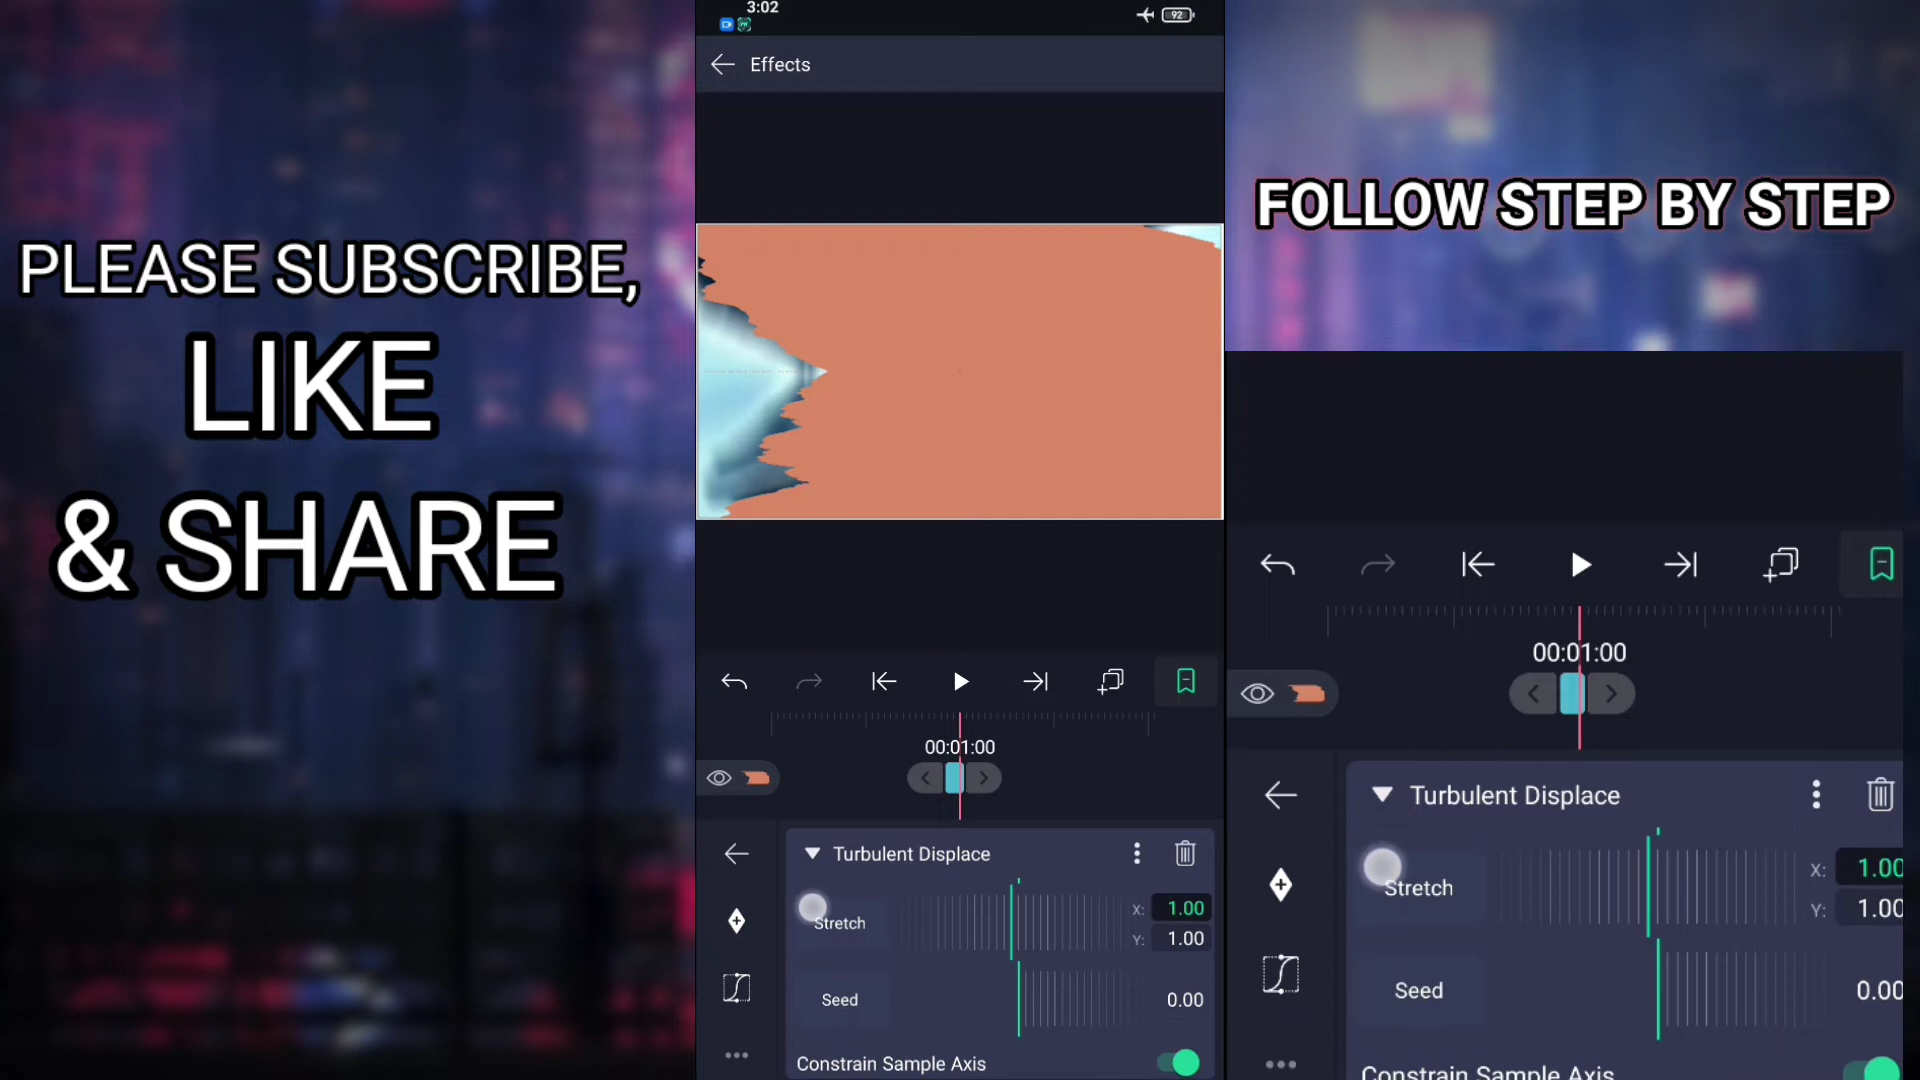 PLEASE SUBSCRIBE,
LIKE
& SHARE
3:02
92
Effects
00:01:00
Turbulent Displace
Stretch
X: 1.00
Y: 1.00
Seed
0.00
Constrain Sample Axis
FOLLOW STEP BY STEP
00:01:00
Turbulent Displace
Stretch
X: 1.00
Y: 1.00
Seed
0.00
Constrain Sample Axis